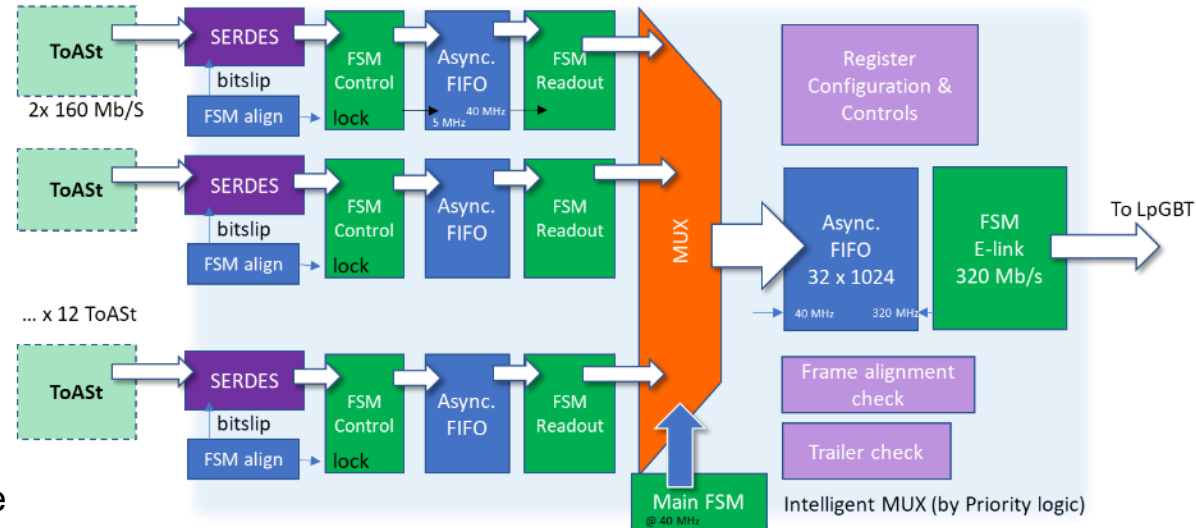 ToASt
2x 160 Mb/S
SERDES
bitslip
FSM align
lock
FSM
Control
Async.
FIFO
5 MHz
40 MHz
FSM
Readout
ToASt
SERDES
bitslip
FSM align
lock
FSM
Control
Async.
FIFO
FSM
Readout
... x 12 ToASt
ToASt
SERDES
bitslip
FSM align
lock
FSM
Control
Async.
FIFO
FSM
Readout
MUX
Main FSM
@ 40 MHz
Register
Configuration &
Controls
Async.
FIFO
32 x 1024
40 MHz
320 MHz
FSM
E-link
320 Mb/s
To LpGBT
Frame alignment
check
Trailer check
Intelligent MUX (by Priority logic)
e